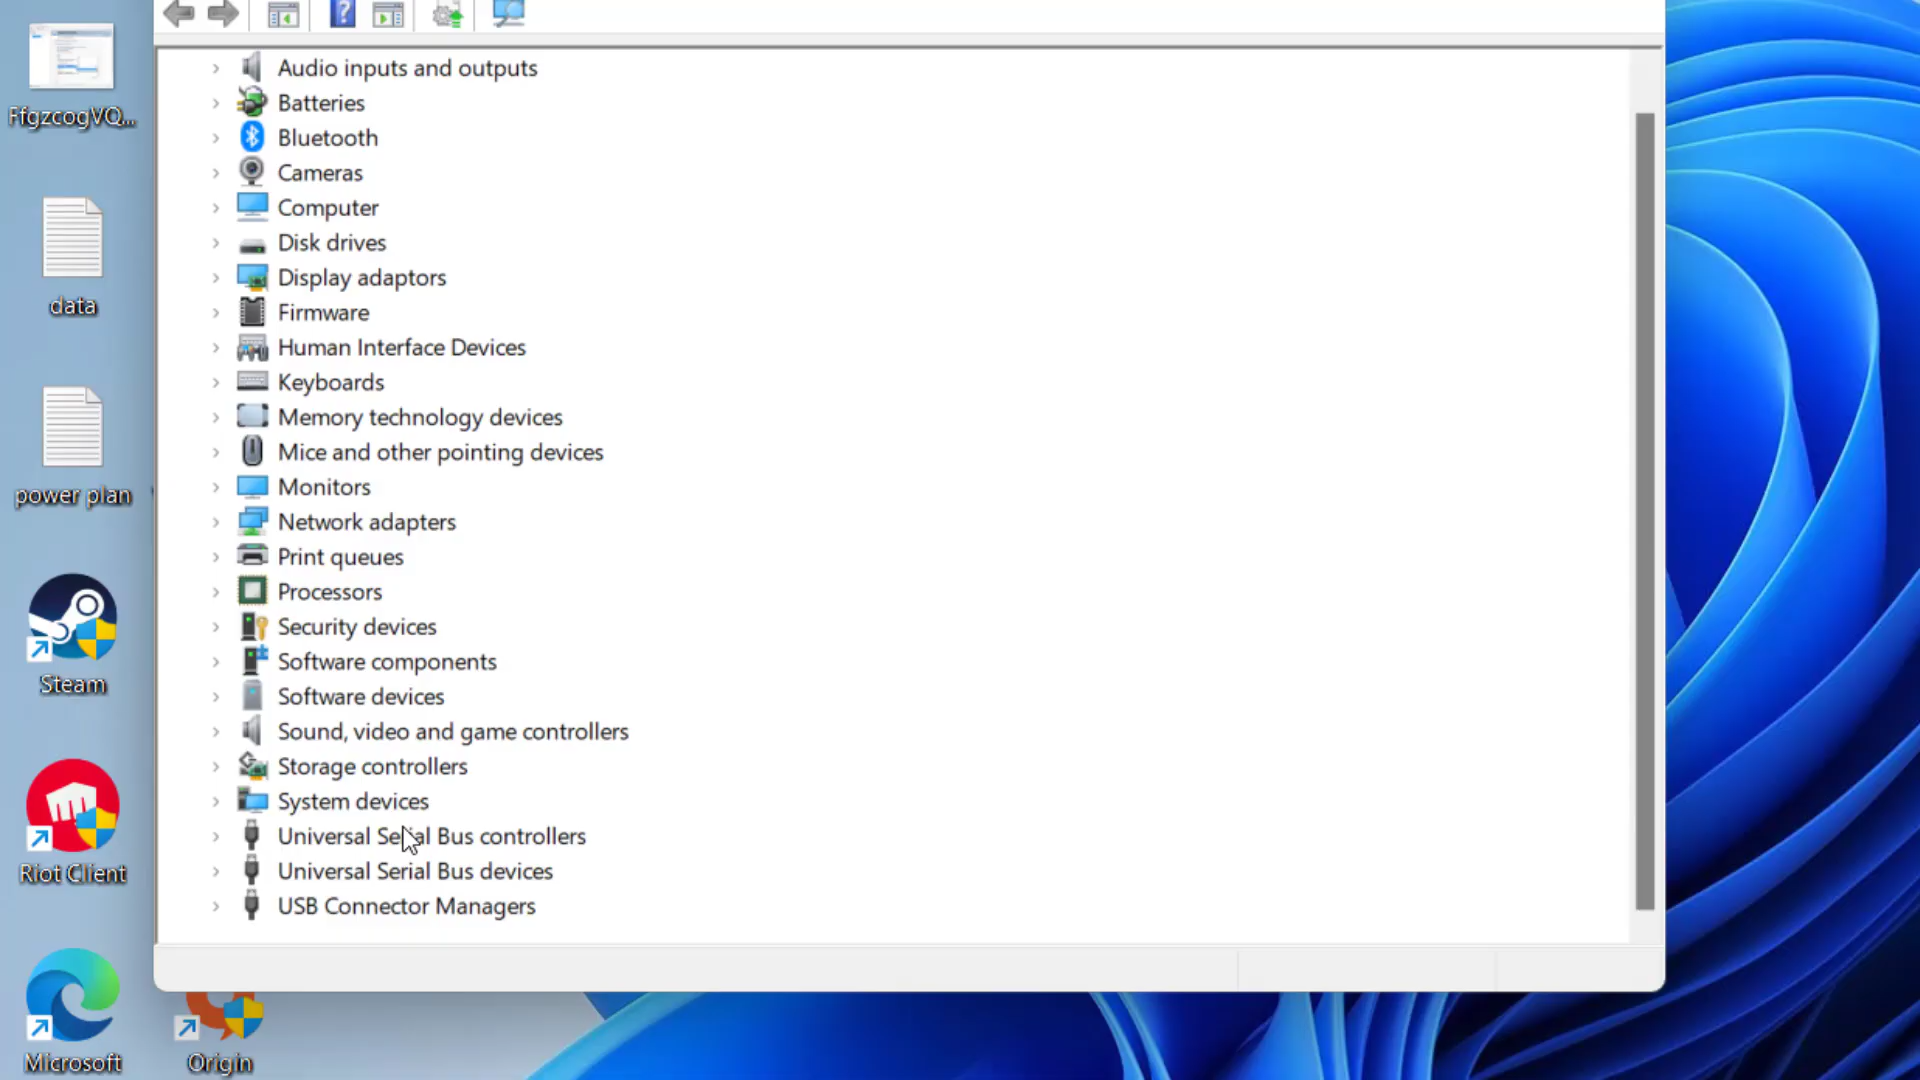 FfgzcogVQ...
data
power plan
Steam
Riot Client
Microsoft
Origin
Audio inputs and outputs
Batteries
Bluetooth
Cameras
Computer
Disk drives
Display adaptors
Firmware
Human Interface Devices
Keyboards
Memory technology devices
Mice and other pointing devices
Monitors
Network adapters
Print queues
Processors
Security devices
Software components
Software devices
Sound, video and game controllers
Storage controllers
System devices
Universal Serial Bus controllers
Universal Serial Bus devices
USB Connector Managers